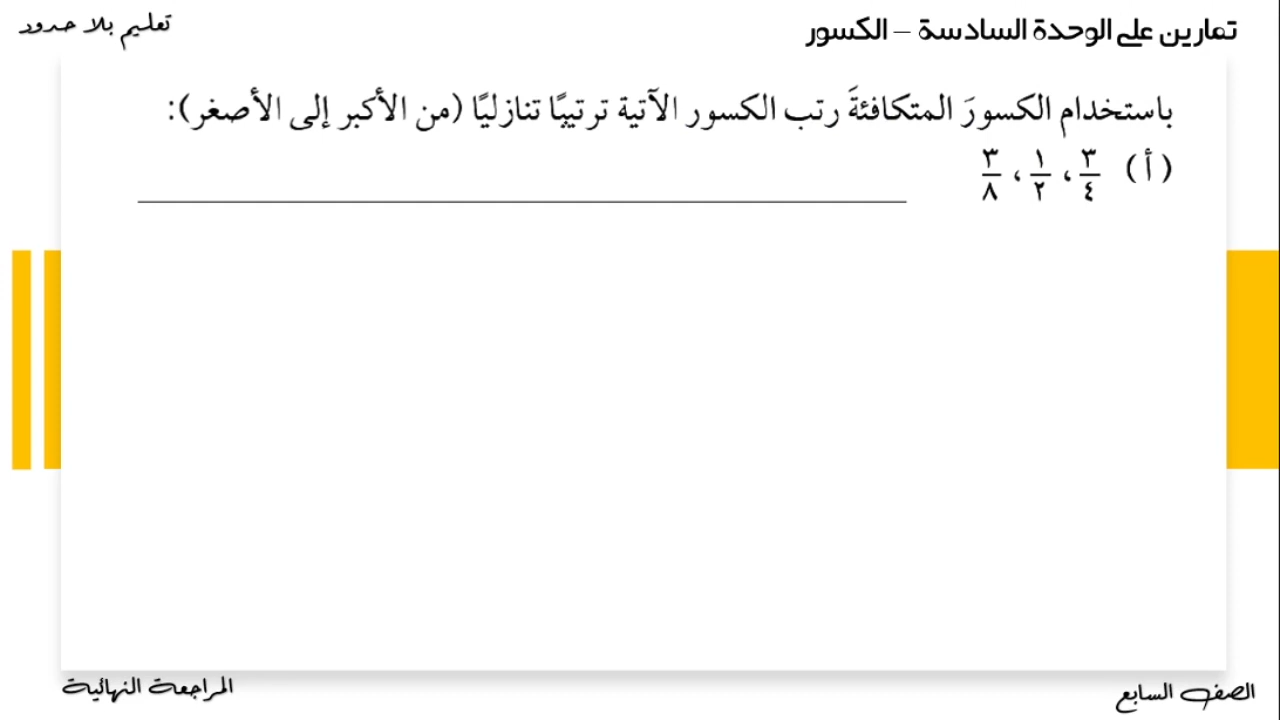 تمارين على الوحدة السادسة – الكسور
تعليم بلا حدود
باستخدام الكسورَ المتكافئةَ رتب الكسور الآتية ترتيبًا تنازليًا (من الأكبر إلى الأصغر):
(أ) ٣/٤ ، ١/٢ ، ٣/٨
الصف السابع
المراجعة النهائية